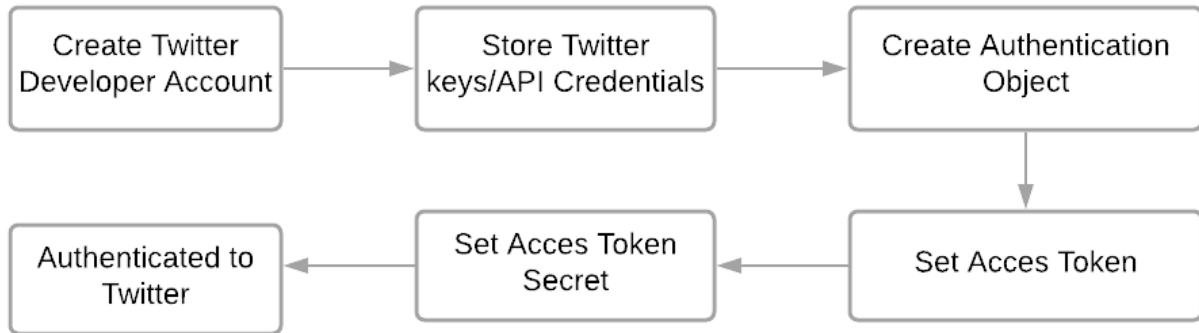 Create Twitter
Developer Account
Store Twitter
keys/API Credentials
Create Authentication
Object
Set Acces Token
Set Acces Token
Secret
Authenticated to
Twitter